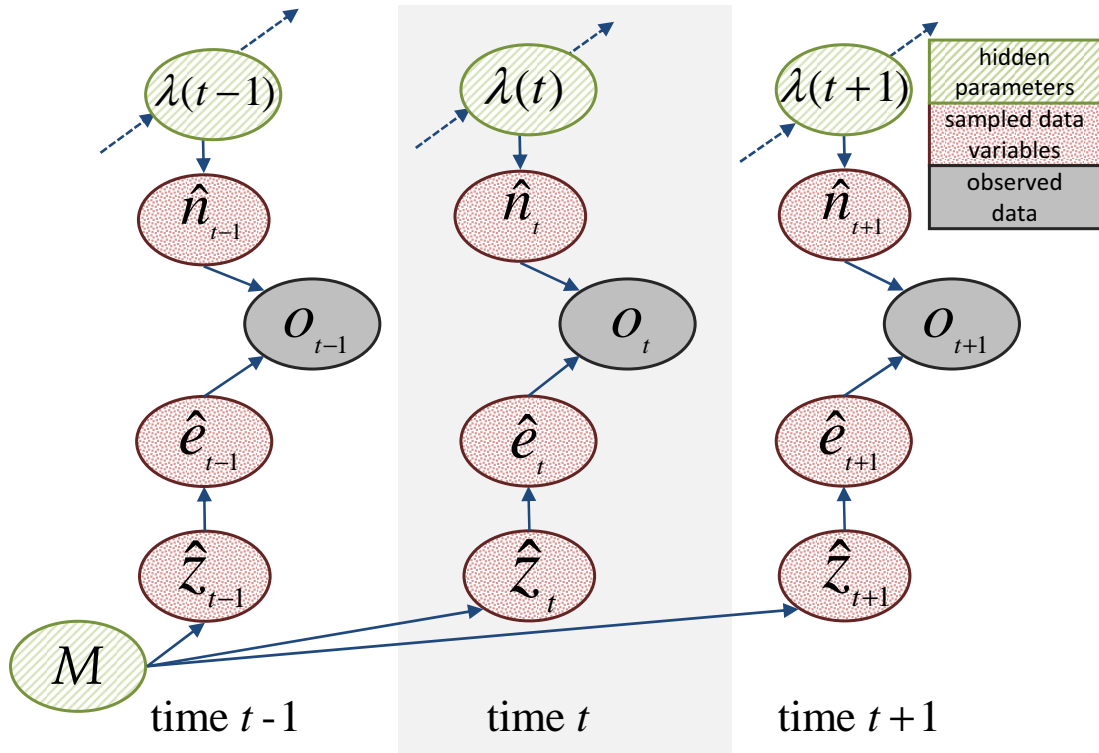 λ(t−1) λ(t) λ(t+1)
hidden
parameters
sampled data
variables
observed
data
n̂ₜ₋₁ n̂ₜ n̂ₜ₊₁
oₜ₋₁ oₜ oₜ₊₁
êₜ₋₁ êₜ êₜ₊₁
ẑₜ₋₁ ẑₜ ẑₜ₊₁
M
time t-1 time t time t+1